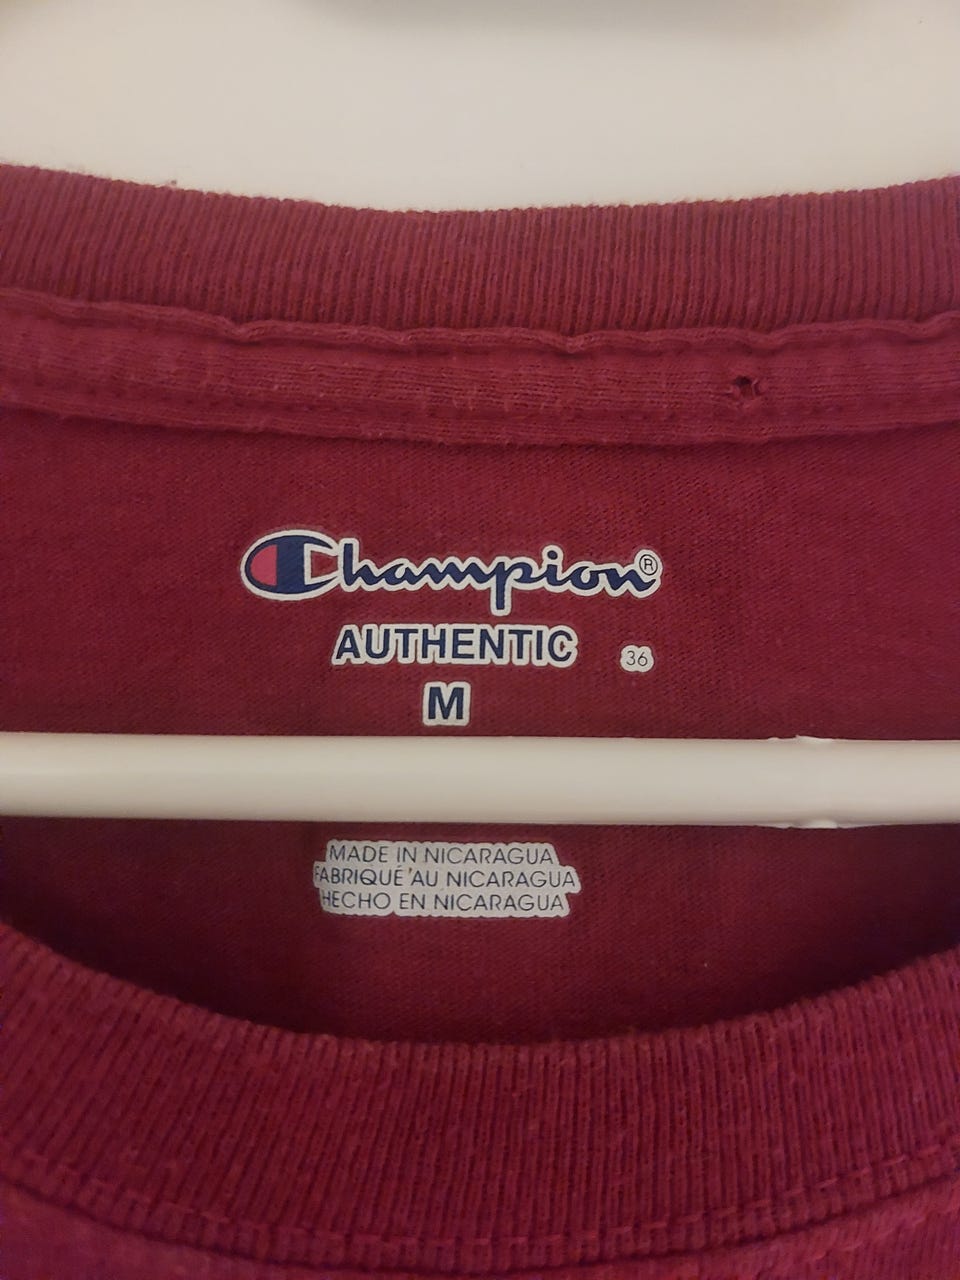 Champion®
AUTHENTIC 36
M
MADE IN NICARAGUA
FABRIQUÉ AU NICARAGUA
HECHO EN NICARAGUA